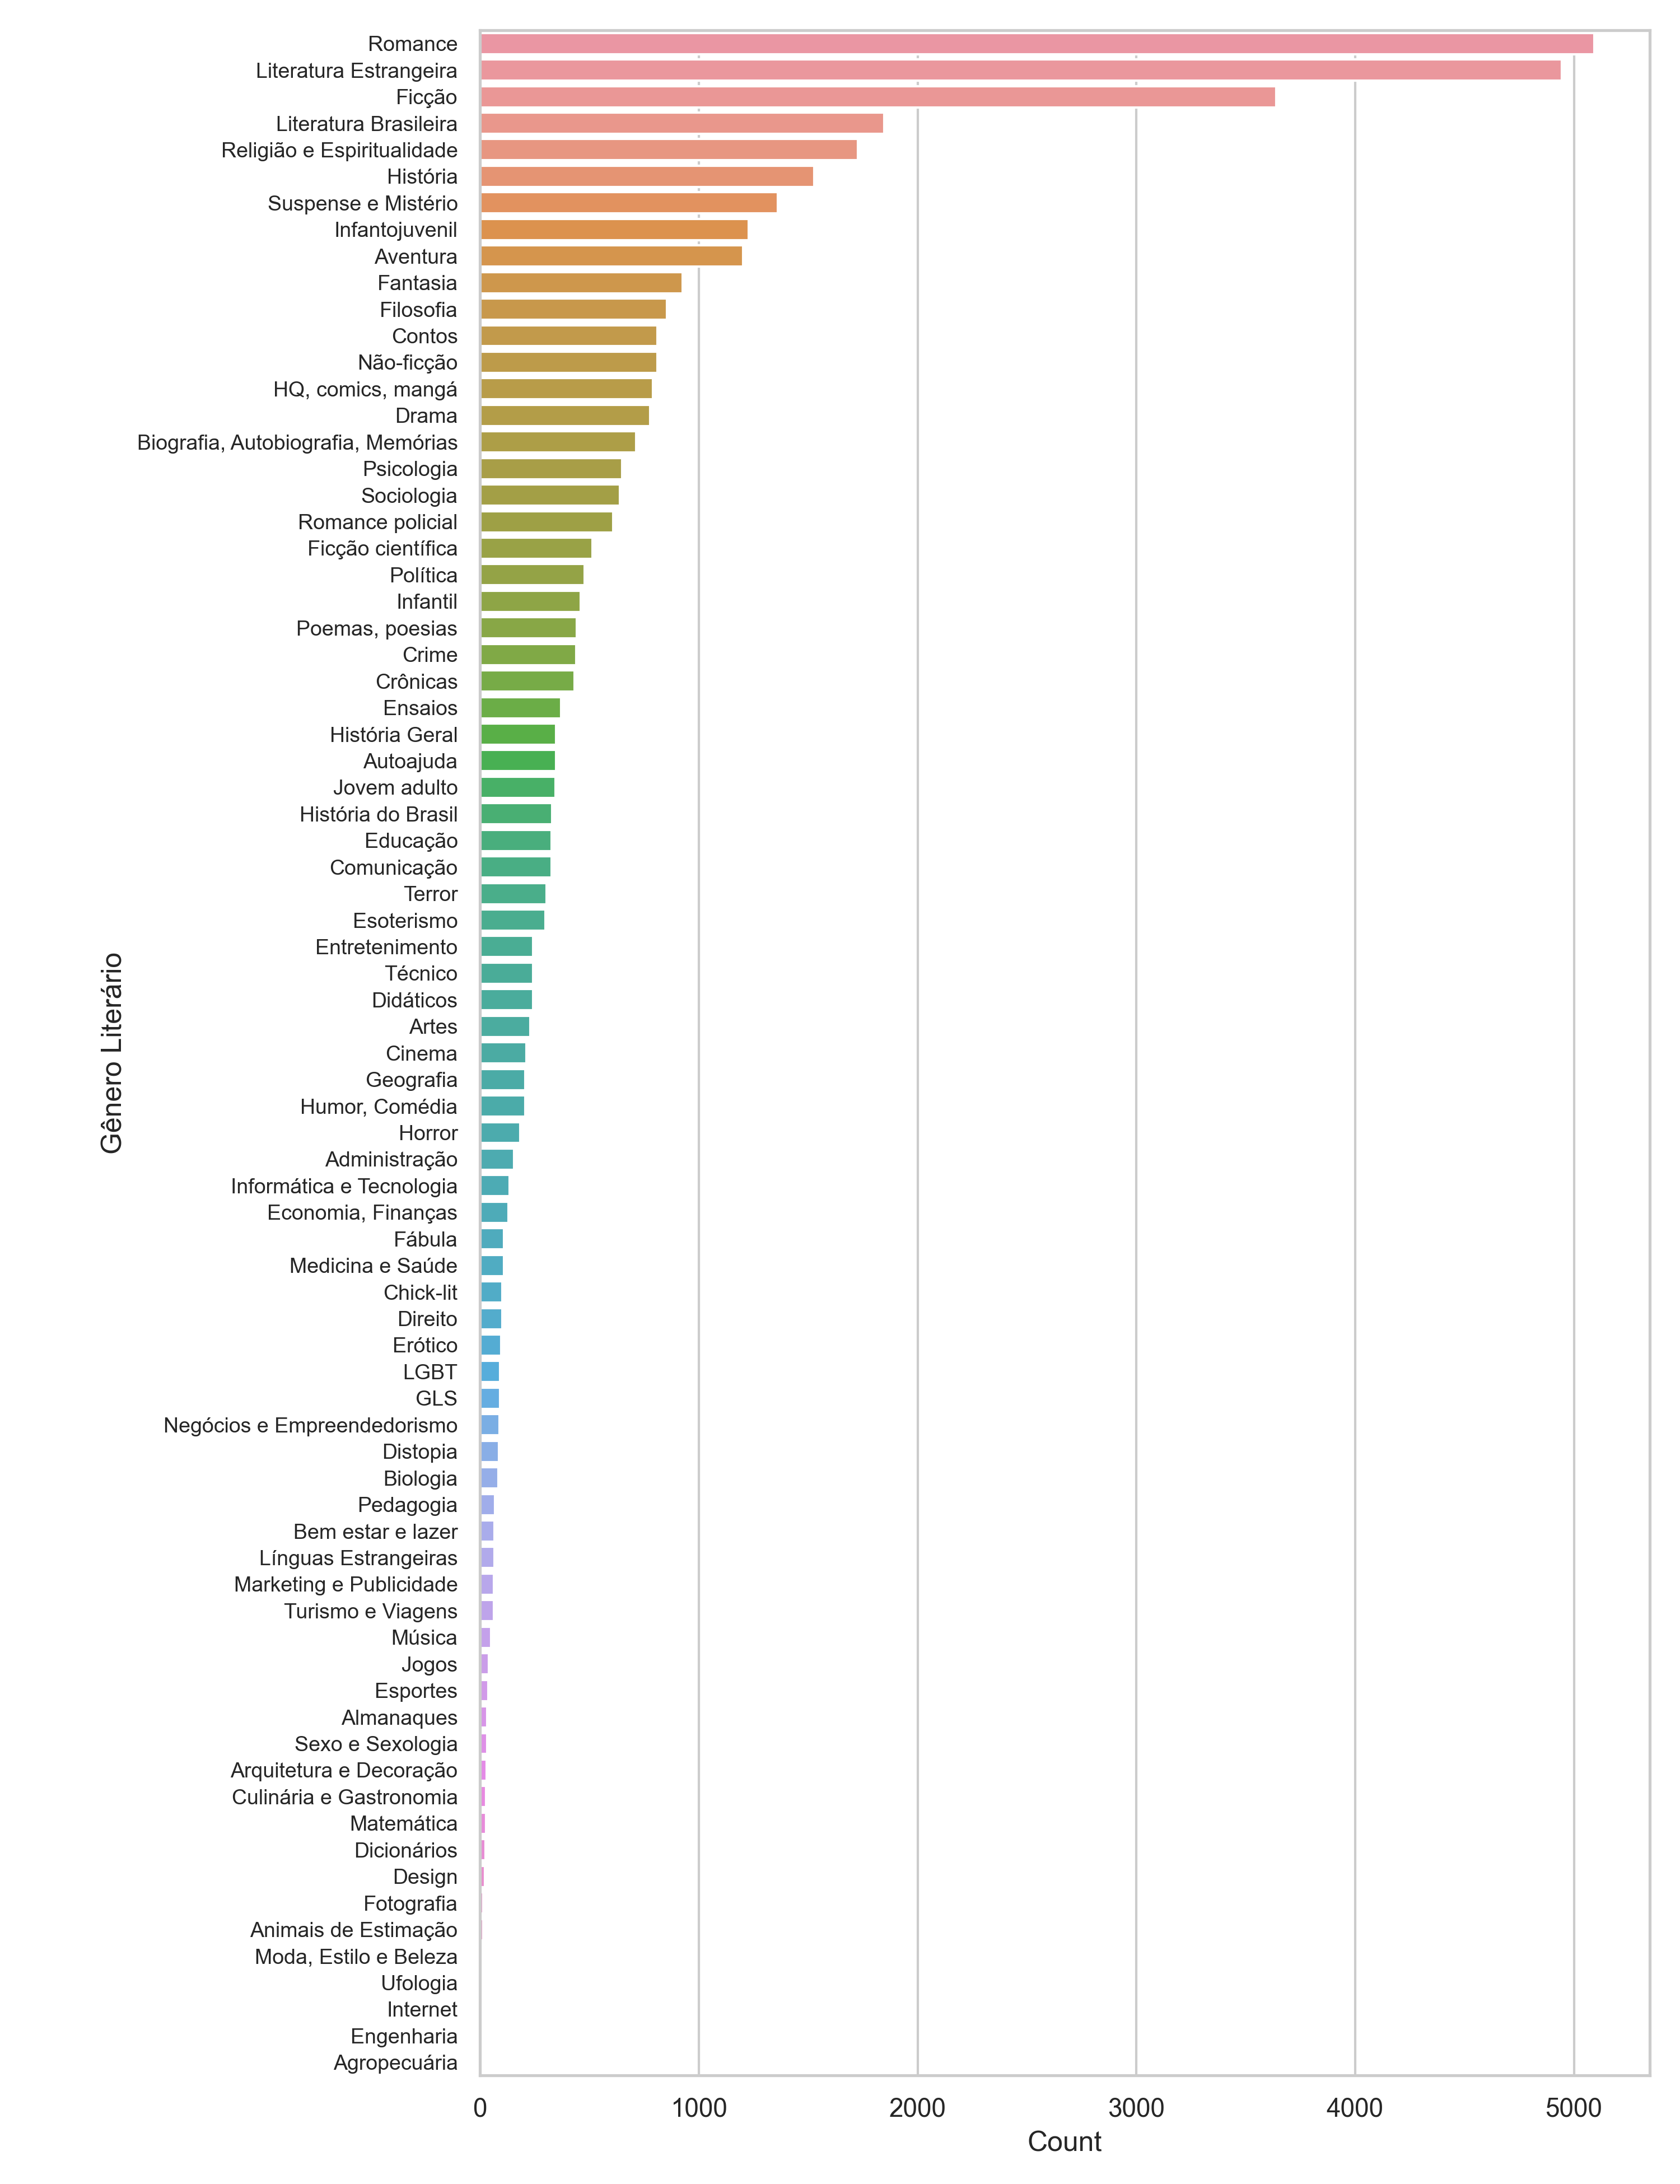 Romance
Literatura Estrangeira
Ficção
Literatura Brasileira
Religião e Espiritualidade
História
Suspense e Mistério
Infantojuvenil
Aventura
Fantasia
Filosofia
Contos
Não-ficção
HQ, comics, mangá
Drama
Biografia, Autobiografia, Memórias
Psicologia
Sociologia
Romance policial
Ficção científica
Política
Infantil
Poemas, poesias
Crime
Crônicas
Ensaios
História Geral
Autoajuda
Jovem adulto
História do Brasil
Educação
Comunicação
Terror
Esoterismo
Entretenimento
Técnico
Didáticos
Artes
Cinema
Geografia
Humor, Comédia
Horror
Administração
Informática e Tecnologia
Economia, Finanças
Fábula
Medicina e Saúde
Chick-lit
Direito
Erótico
LGBT
GLS
Negócios e Empreendedorismo
Distopia
Biologia
Pedagogia
Bem estar e lazer
Línguas Estrangeiras
Marketing e Publicidade
Turismo e Viagens
Música
Jogos
Esportes
Almanaques
Sexo e Sexologia
Arquitetura e Decoração
Culinária e Gastronomia
Matemática
Dicionários
Design
Fotografia
Animais de Estimação
Moda, Estilo e Beleza
Ufologia
Internet
Engenharia
Agropecuária
Gênero Literário
0 1000 2000 3000 4000 5000
Count